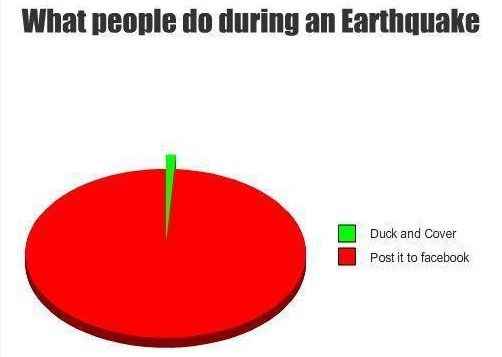 What people do during an Earthquake
Duck and Cover
Post it to facebook